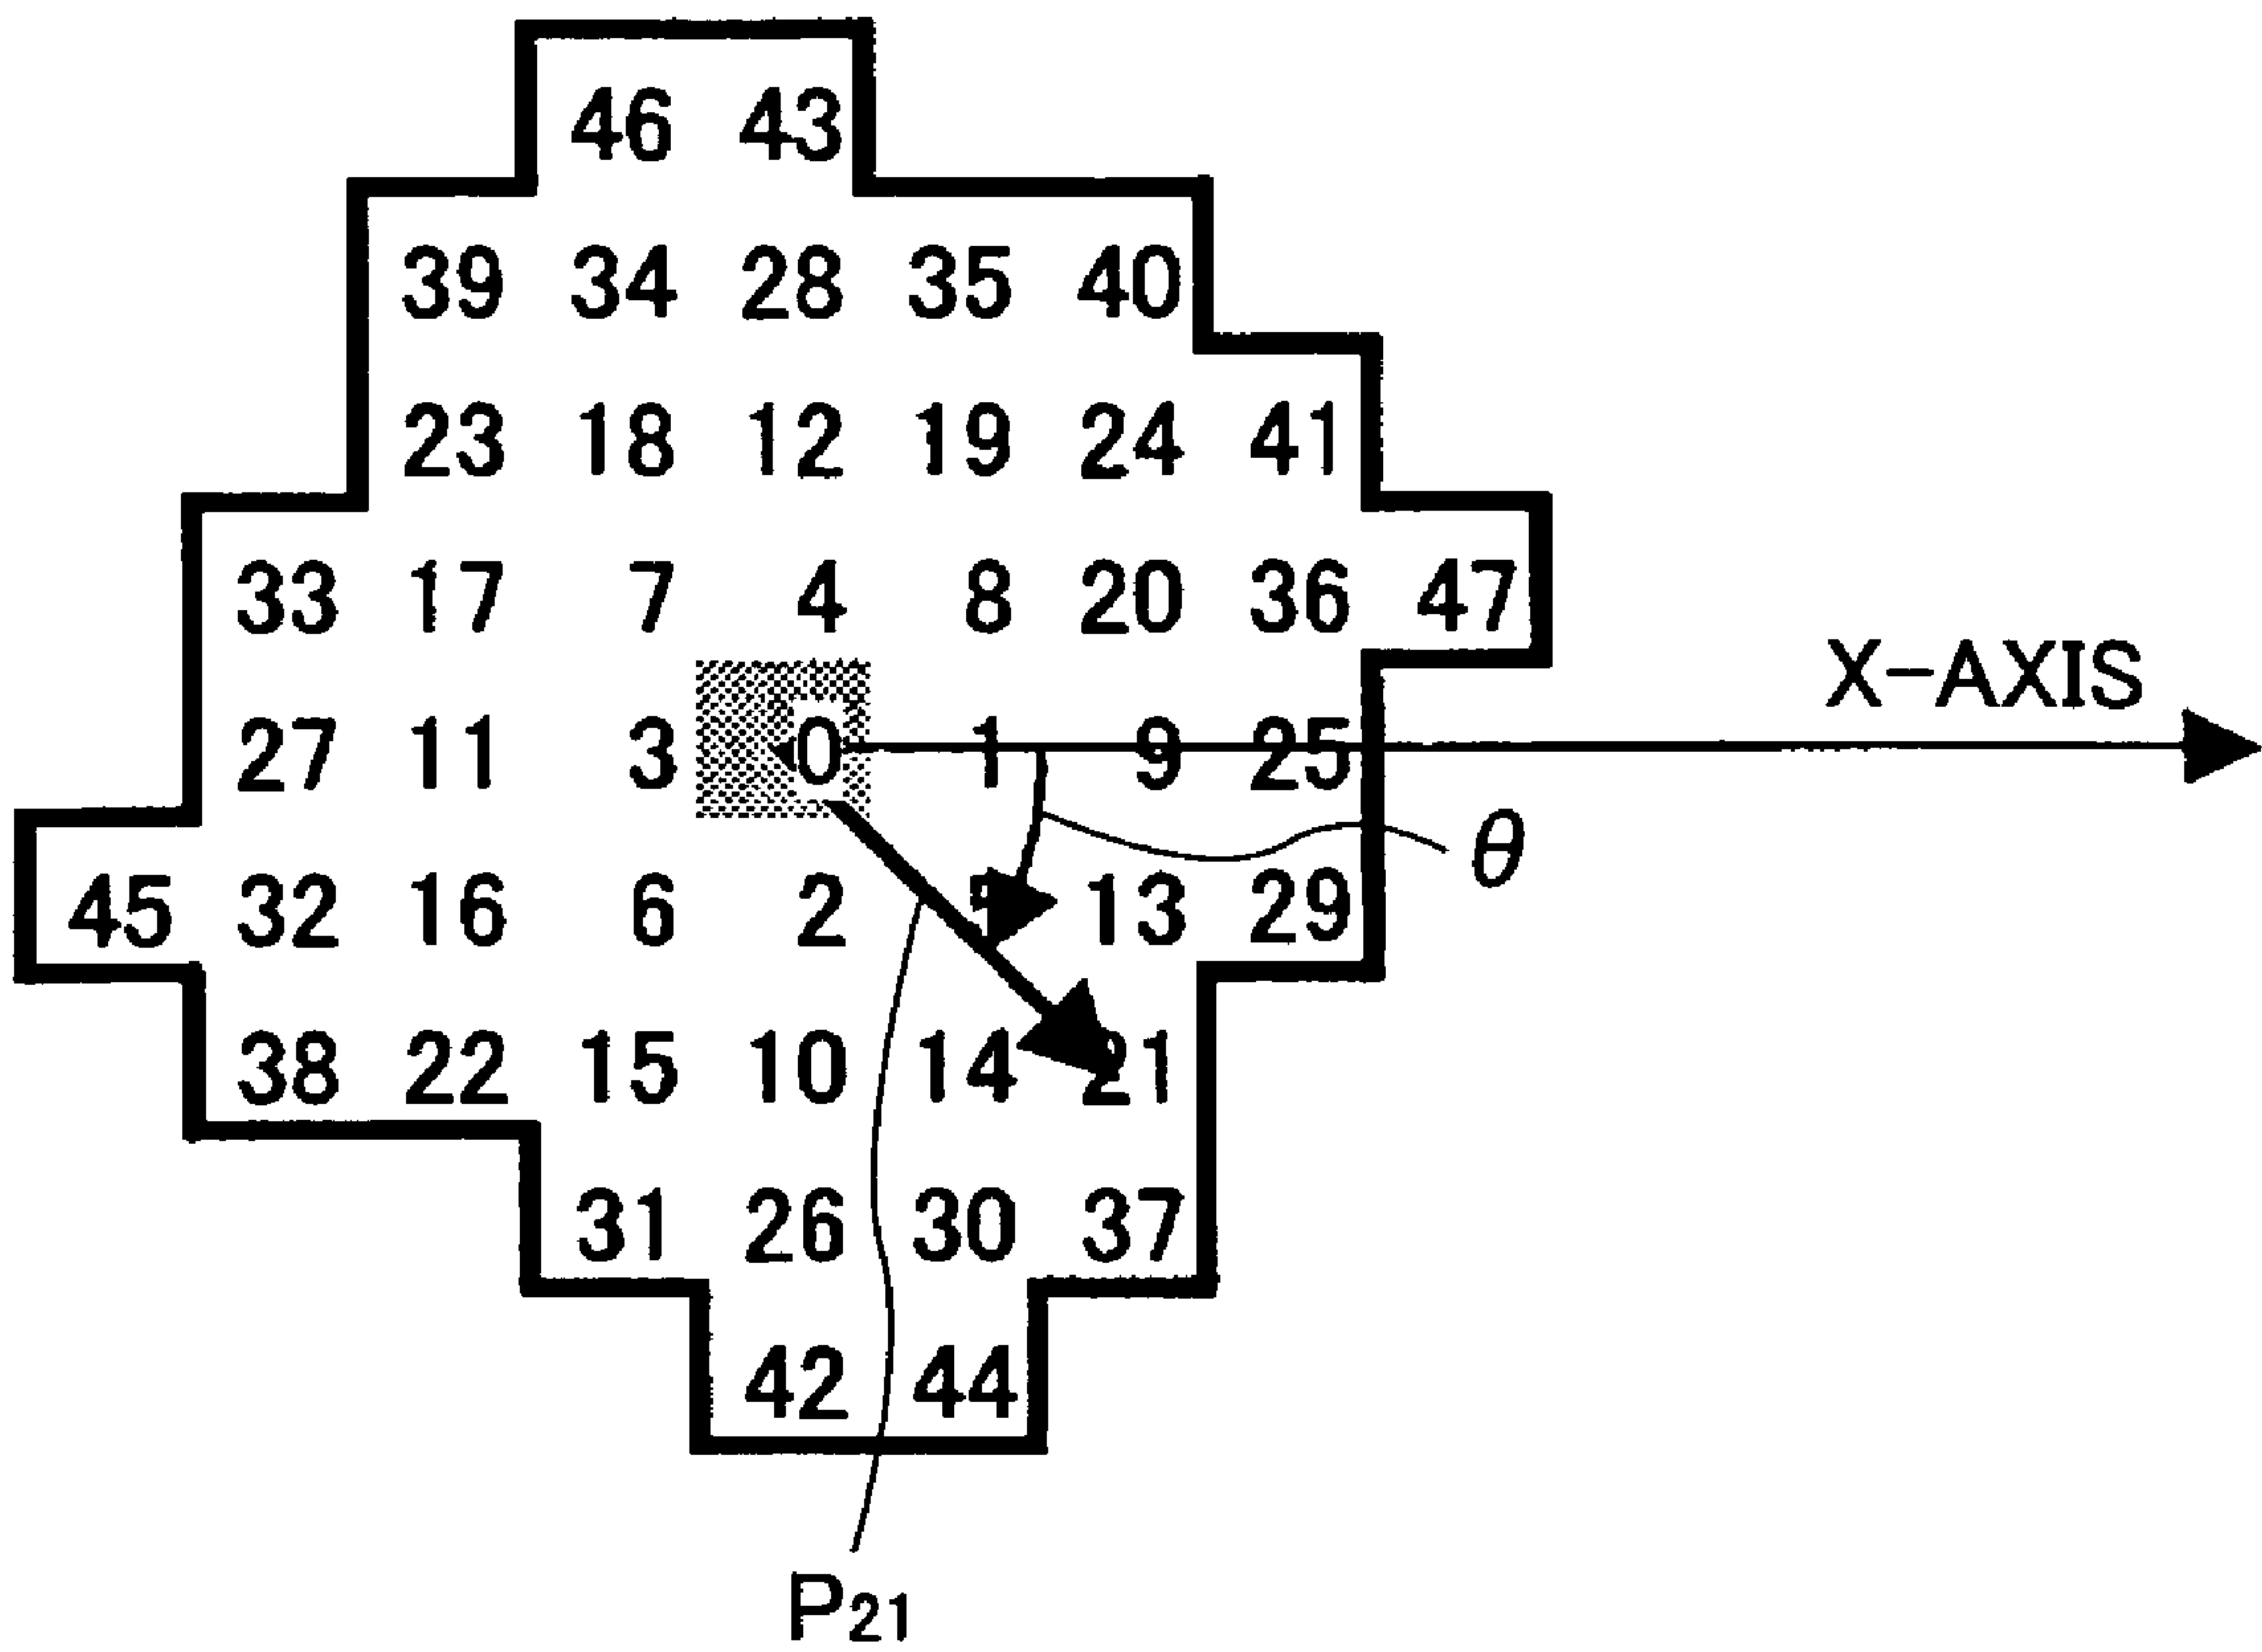 46 43
39 34 28 35 40
23 18 12 19 24 41
33 17 7 4 8 20 36 47
X-AXIS
27 11 3 0 1 9 25
θ
45 32 16 6 2 13 29
38 22 15 10 14 21
31 26 30 37
42 44
P21